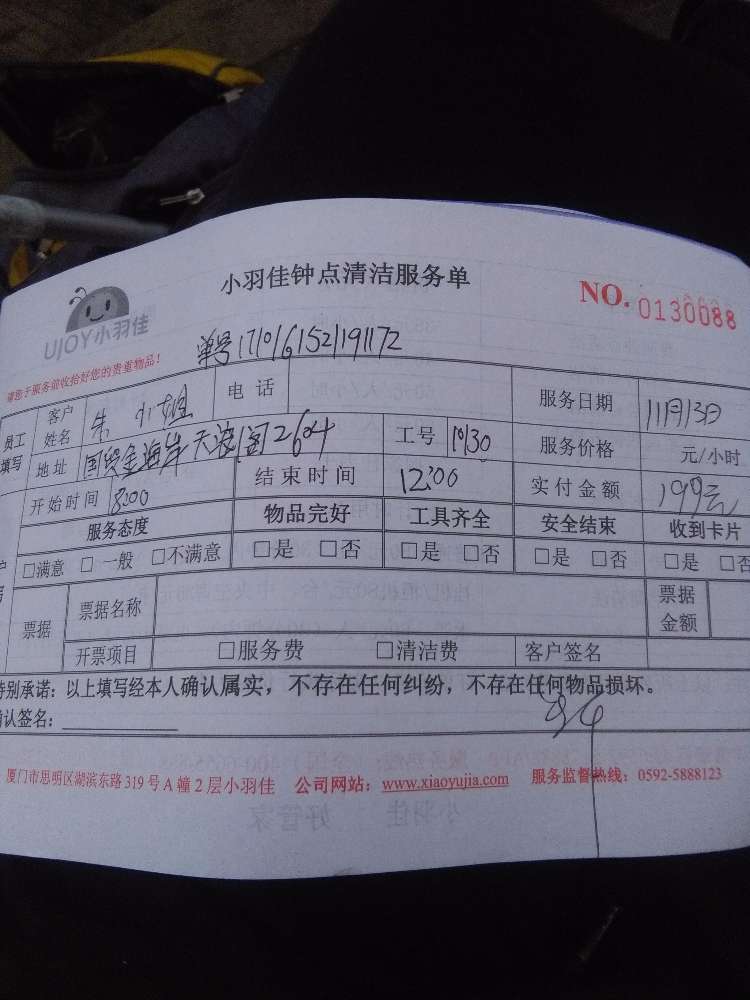 小羽佳钟点清洁服务单
NO. 0130088
UJOY小羽佳
请您于服务前收拾好您的贵重物品!
单号171016152191172
员工填写 客户姓名 朱小姐 电话 服务日期 11月13日
地址 国贸金海岸天波阁2604 工号 1030 服务价格 元/小时
开始时间 8:00 结束时间 12:00 实付金额 199元
服务态度 物品完好 工具齐全 安全结束 收到卡片
□满意 □一般 □不满意 □是 □否 □是 □否 □是 □否 □是 □否
票据 票据名称 票据金额
开票项目 □服务费 □清洁费 客户签名
特别承诺：以上填写经本人确认属实，不存在任何纠纷，不存在任何物品损坏。
确认签名：
厦门市思明区湖滨东路319号A幢2层小羽佳 公司网站：www.xiaoyujia.com 服务监督热线：0592-5888123